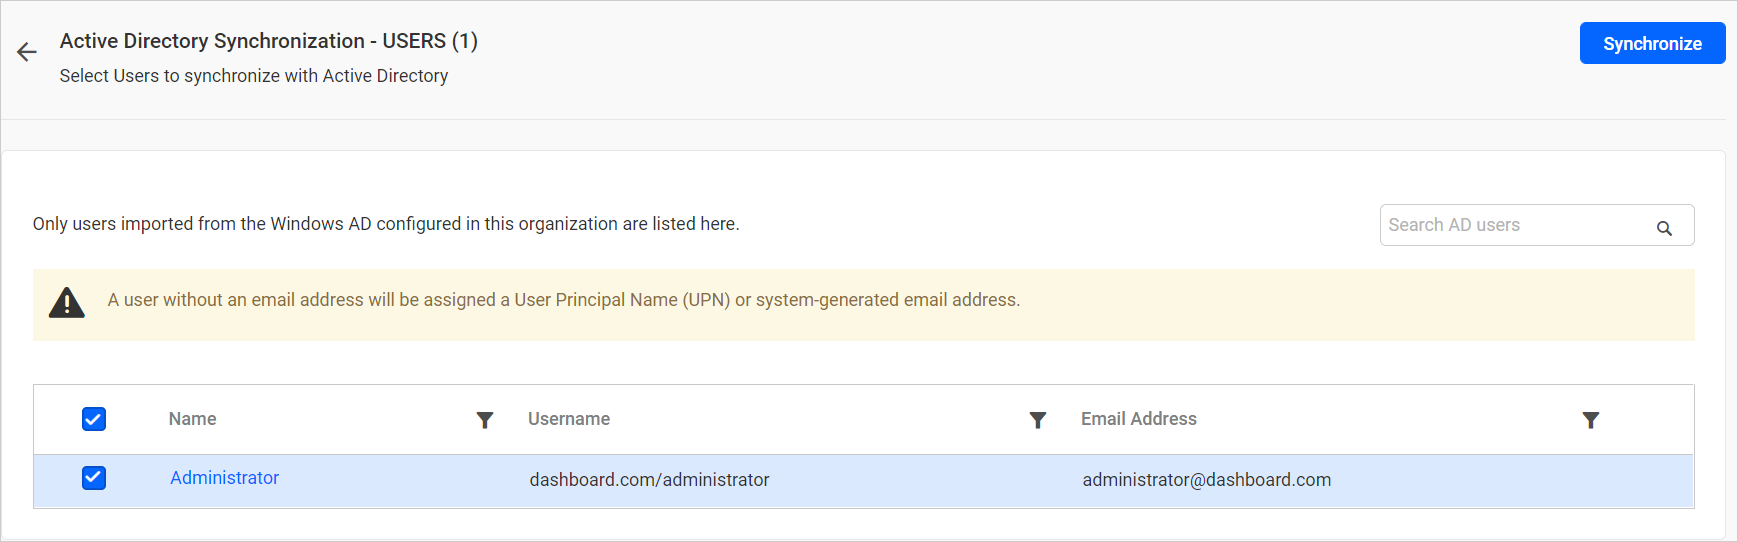 Active Directory Synchronization - USERS (1)
Synchronize
Select Users to synchronize with Active Directory
Only users imported from the Windows AD configured in this organization are listed here.
Search AD users
A user without an email address will be assigned a User Principal Name (UPN) or system-generated email address.
Name Username Email Address
Administrator dashboard.com/administrator administrator@dashboard.com